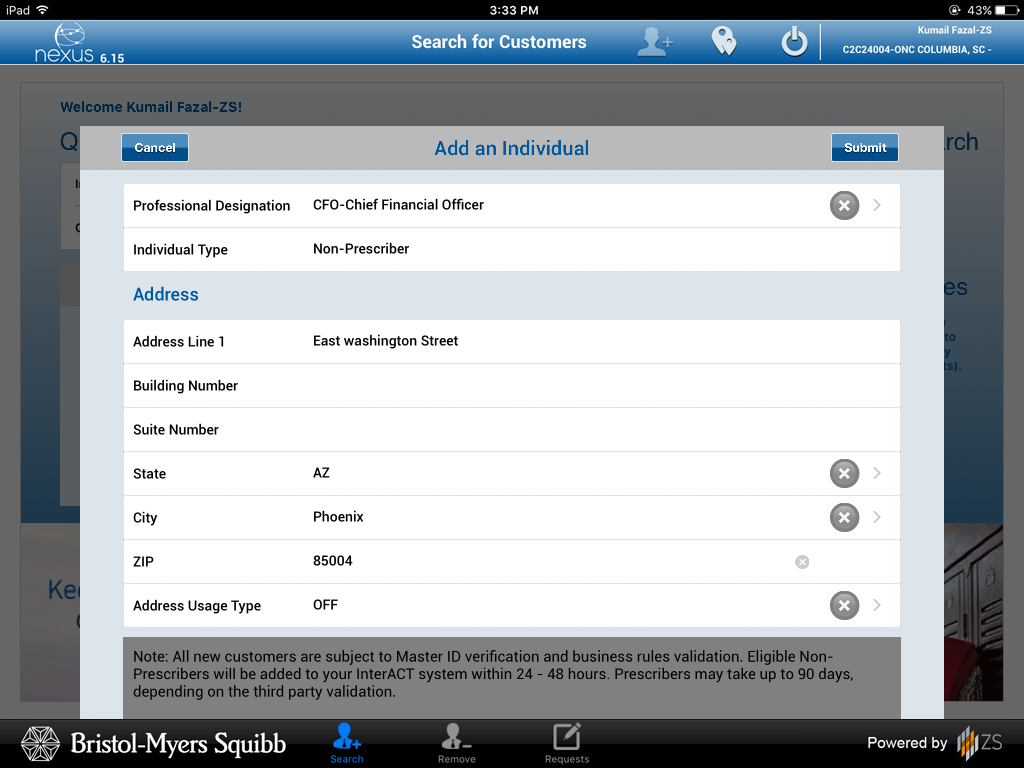 iPad 3:33 PM 43%
nexus 6.15 Search for Customers Kumail Fazal-ZS
C2C24004-ONC COLUMBIA, SC -
Welcome Kumail Fazal-ZS!
Cancel Add an Individual Submit
Professional Designation CFO-Chief Financial Officer
Individual Type Non-Prescriber
Address
Address Line 1 East washington Street
Building Number
Suite Number
State AZ
City Phoenix
ZIP 85004
Address Usage Type OFF
Note: All new customers are subject to Master ID verification and business rules validation. Eligible Non-
Prescribers will be added to your InterACT system within 24 - 48 hours. Prescribers may take up to 90 days,
depending on the third party validation.
Bristol-Myers Squibb Search Remove Requests Powered by ZS